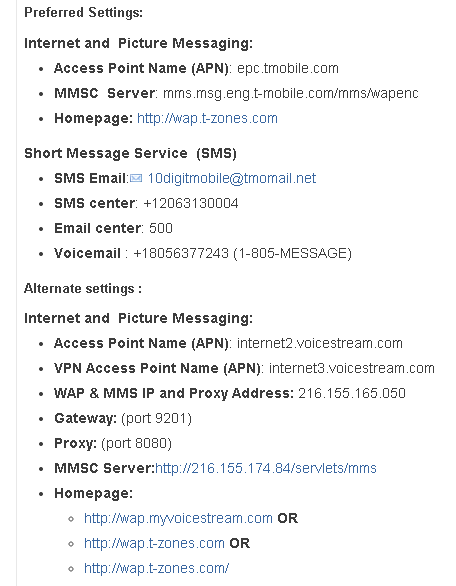 Preferred Settings:
Internet and Picture Messaging:
Access Point Name (APN): epc.tmobile.com
MMSC Server: mms.msg.eng.t-mobile.com/mms/wapenc
Homepage: http://wap.t-zones.com
Short Message Service (SMS)
SMS Email: 10digitmobile@tmomail.net
SMS center: +12063130004
Email center: 500
Voicemail : +18056377243 (1-805-MESSAGE)
Alternate settings :
Internet and Picture Messaging:
Access Point Name (APN): internet2.voicestream.com
VPN Access Point Name (APN): internet3.voicestream.com
WAP & MMS IP and Proxy Address: 216.155.165.050
Gateway: (port 9201)
Proxy: (port 8080)
MMSC Server:http://216.155.174.84/servlets/mms
Homepage:
http://wap.myvoicestream.com OR
http://wap.t-zones.com OR
http://wap.t-zones.com/